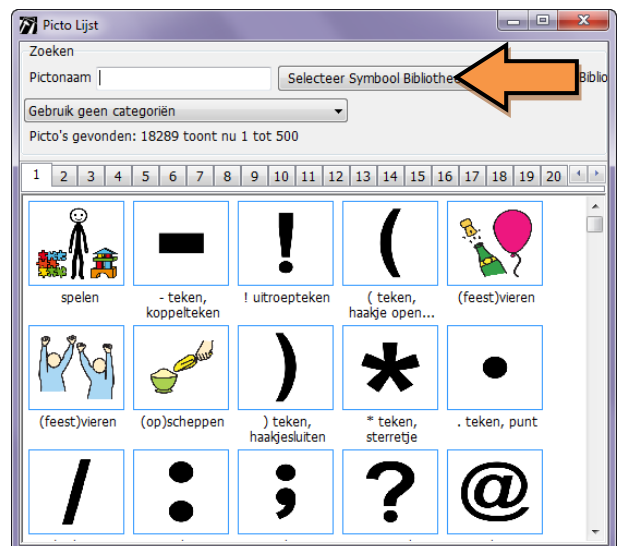 Picto Lijst
Zoeken
Pictonaam
Selecteer Symbool Bibliothe
Biblio
Gebruik geen categoriën
Picto's gevonden: 18289 toont nu 1 tot 500
1 2 3 4 5 6 7 8 9 10 11 12 13 14 15 16 17 18 19 20
- ! (
spelen - teken, koppelteken ! uitroepteken ( teken, haakje open... (feest)vieren
) * .
(feest)vieren (op)scheppen ) teken, haakjesluiten * teken, sterretje . teken, punt
/ : ; ? @